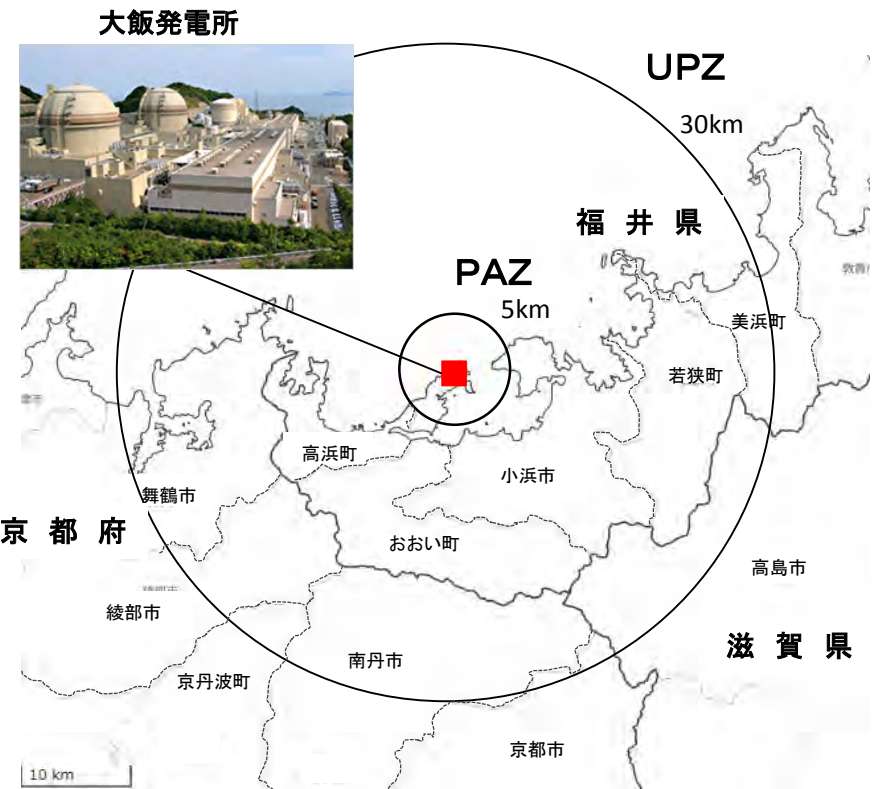 大飯発電所
UPZ
30km
福井県
PAZ
5km
美浜町
若狭町
高浜町
小浜市
舞鶴市
京都府
おおい町
高島市
綾部市
滋賀県
南丹市
京丹波町
京都市
10 km